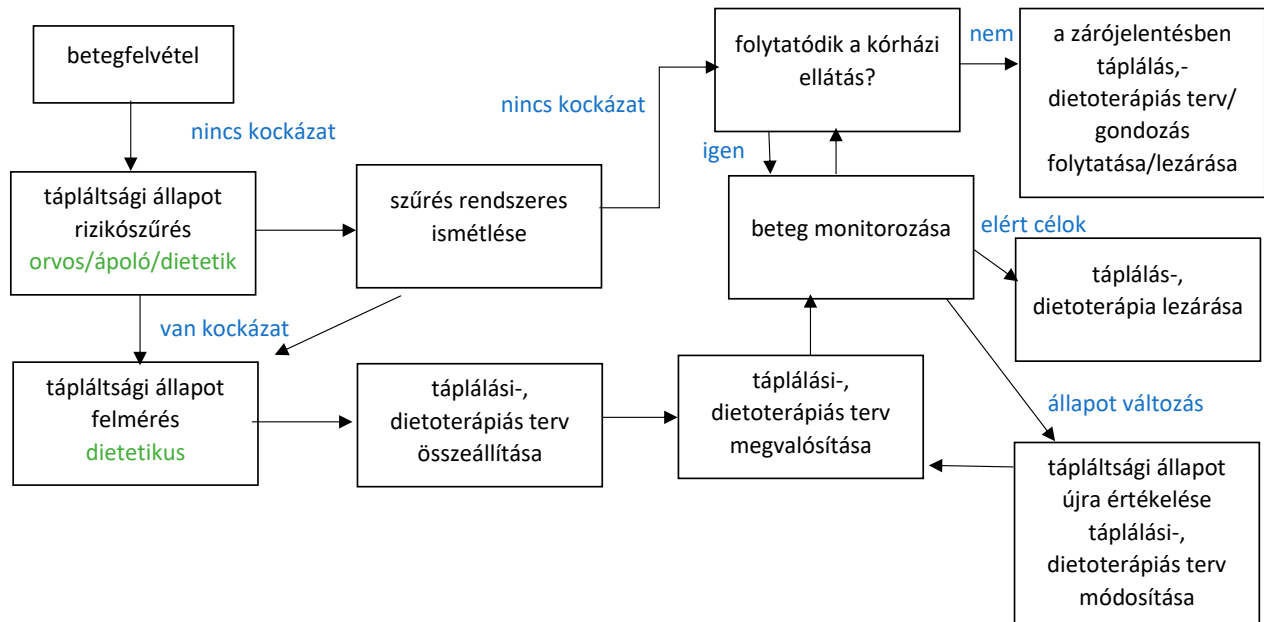 betegfelvétel
nincs kockázat
tápláltsági állapot
rizikószűrés
orvos/ápoló/dietetik
szűrés rendszeres
ismétlése
nincs kockázat
folytatódik a kórházi
ellátás?
nem
a zárójelentésben
táplálás,-
dietoterápiás terv/
gondozás
folytatása/lezárása
igen
beteg monitorozása
elért célok
táplálás-,
dietoterápia lezárása
van kockázat
tápláltsági állapot
felmérés
dietetikus
táplálási-,
dietoterápiás terv
összeállítása
táplálási-,
dietoterápiás terv
megvalósítása
állapot változás
tápláltsági állapot
újra értékelése
táplálási-,
dietoterápiás terv
módosítása